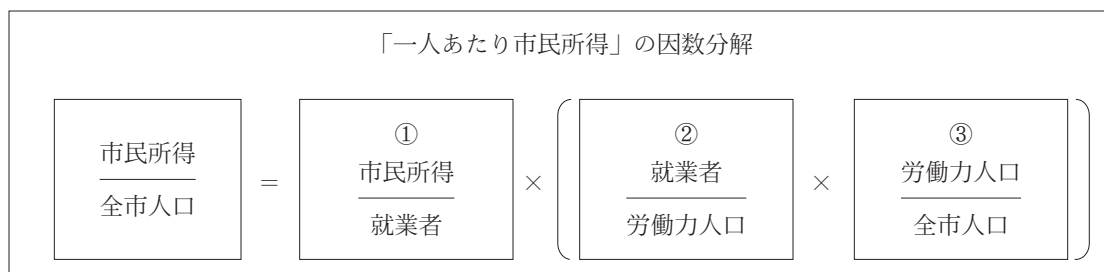 「一人あたり市民所得」の因数分解
市民所得
全市人口
=
①
市民所得
就業者
×
②
就業者
労働力人口
×
③
労働力人口
全市人口